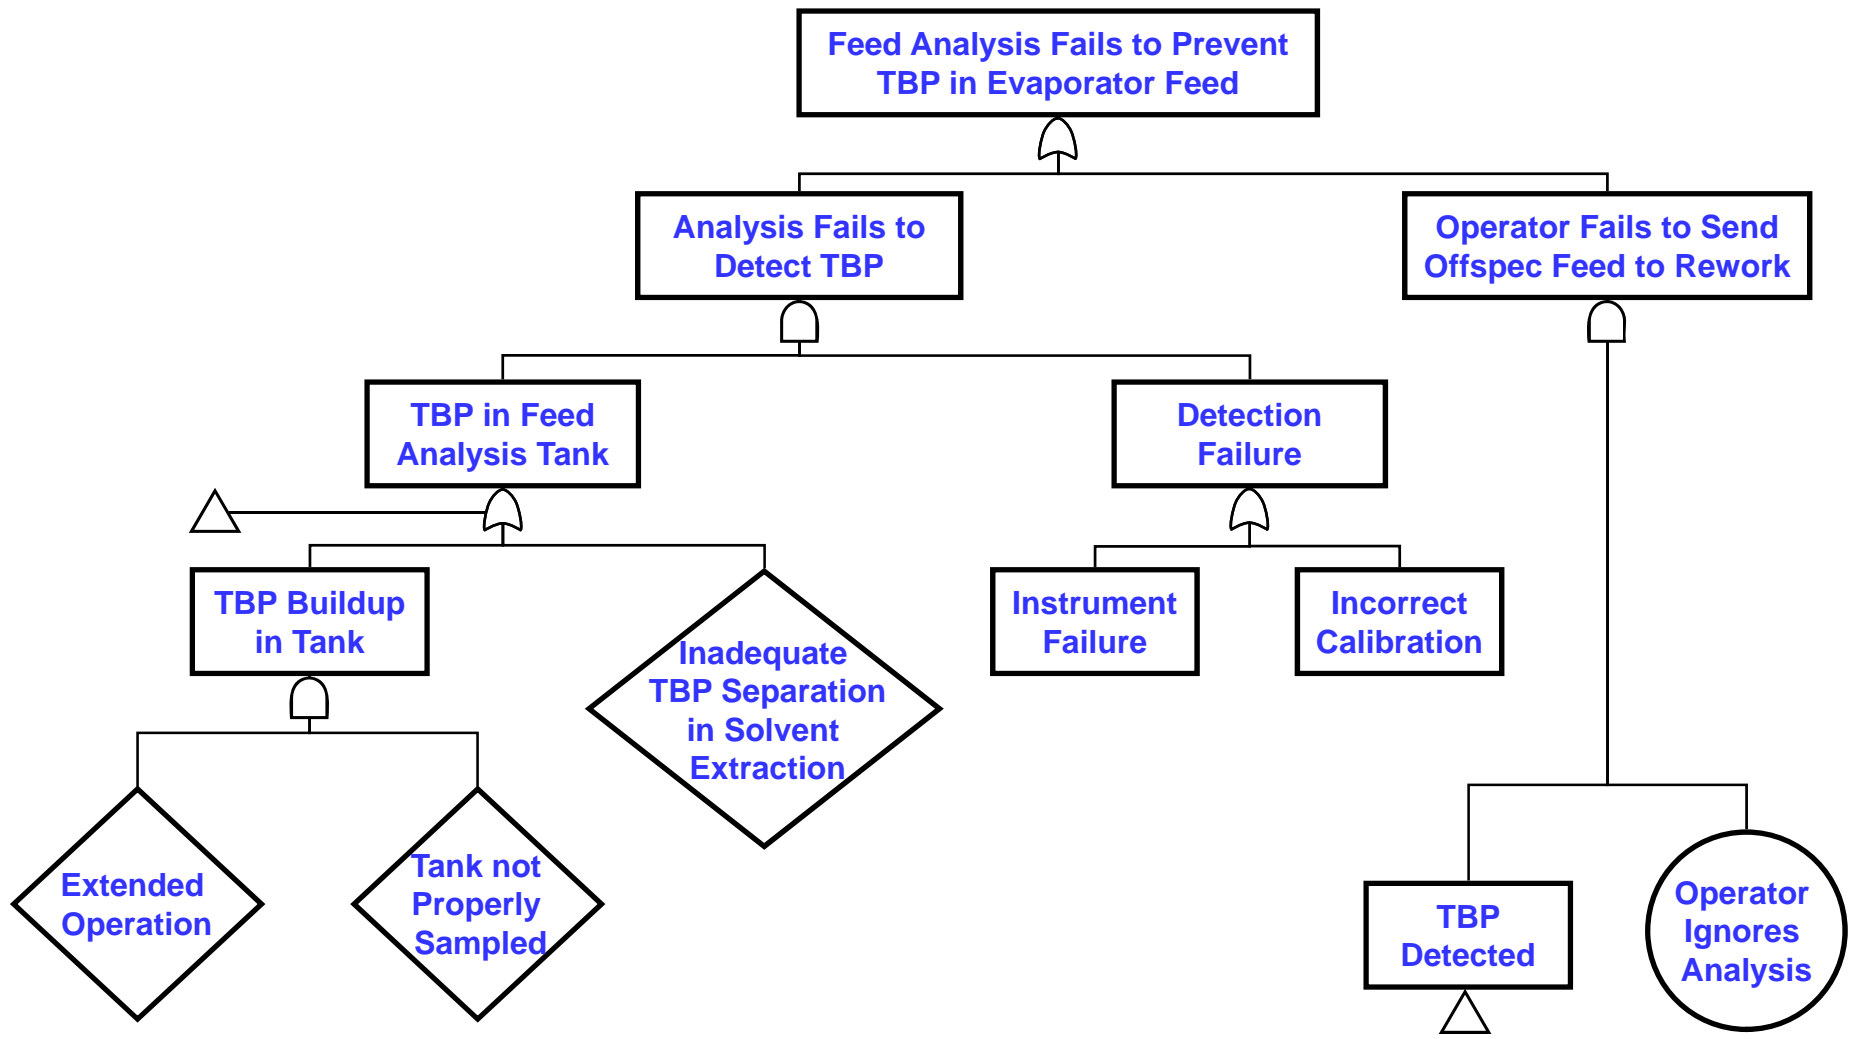 Feed Analysis Fails to Prevent
TBP in Evaporator Feed
Analysis Fails to
Detect TBP
Operator Fails to Send
Offspec Feed to Rework
TBP in Feed
Analysis Tank
Detection
Failure
TBP Buildup
in Tank
Inadequate
TBP Separation
in Solvent
Extraction
Instrument
Failure
Incorrect
Calibration
Extended
Operation
Tank not
Properly
Sampled
TBP
Detected
Operator
Ignores
Analysis